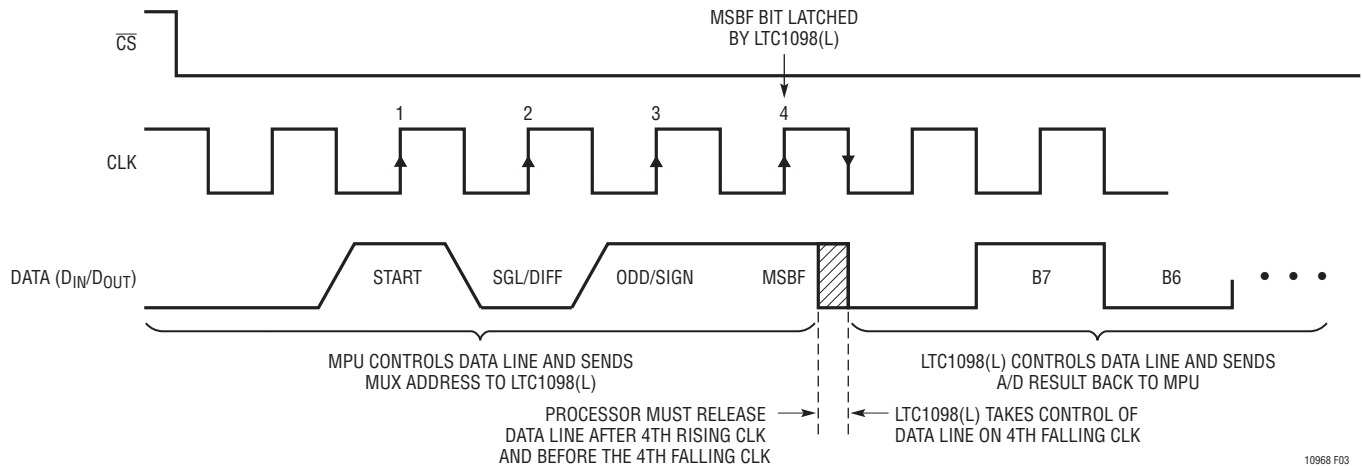 MSBF BIT LATCHED
BY LTC1098(L)
CS
1 2 3 4
CLK
DATA (DIN/DOUT)
START SGL/DIFF ODD/SIGN MSBF B7 B6 • • •
MPU CONTROLS DATA LINE AND SENDS
MUX ADDRESS TO LTC1098(L)
LTC1098(L) CONTROLS DATA LINE AND SENDS
A/D RESULT BACK TO MPU
PROCESSOR MUST RELEASE
DATA LINE AFTER 4TH RISING CLK
AND BEFORE THE 4TH FALLING CLK
LTC1098(L) TAKES CONTROL OF
DATA LINE ON 4TH FALLING CLK
10968 F03